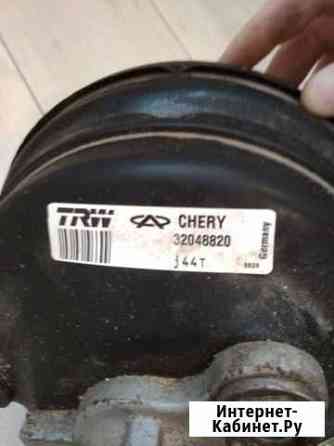 TRW CHERY
32048820
j44T
Germany
Интернет-
Кабинет.Ру